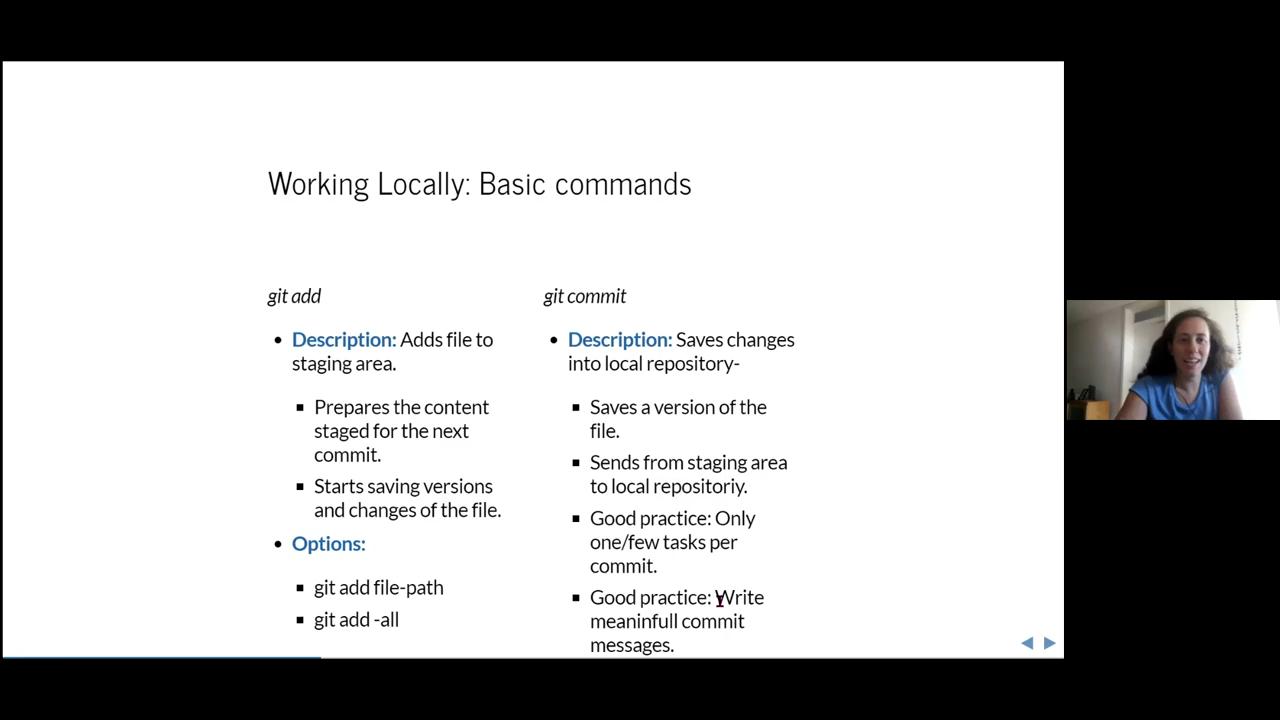 Working Locally: Basic commands
git add
• Description: Adds file to
staging area.
▪ Prepares the content
staged for the next
commit.
▪ Starts saving versions
and changes of the file.
• Options:
▪ git add file-path
▪ git add -all
git commit
• Description: Saves changes
into local repository-
▪ Saves a version of the
file.
▪ Sends from staging area
to local repositoriy.
▪ Good practice: Only
one/few tasks per
commit.
▪ Good practice: Write
meaninfull commit
messages.